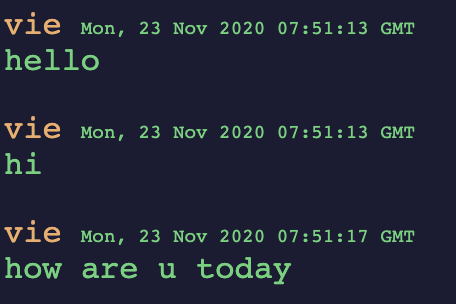 vie Mon, 23 Nov 2020 07:51:13 GMT
hello
vie Mon, 23 Nov 2020 07:51:13 GMT
hi
vie Mon, 23 Nov 2020 07:51:17 GMT
how are u today